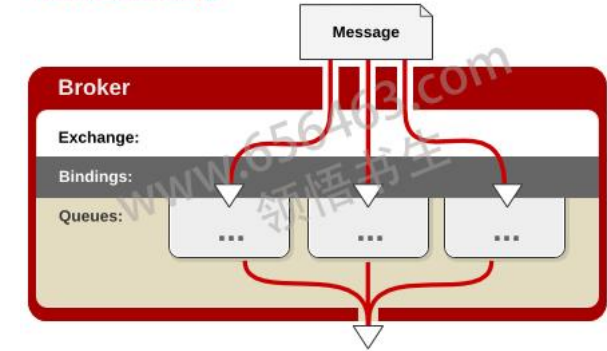 Message
Broker
Exchange:
Bindings:
Queues:
... ... ...
www.656463.com
领悟书生